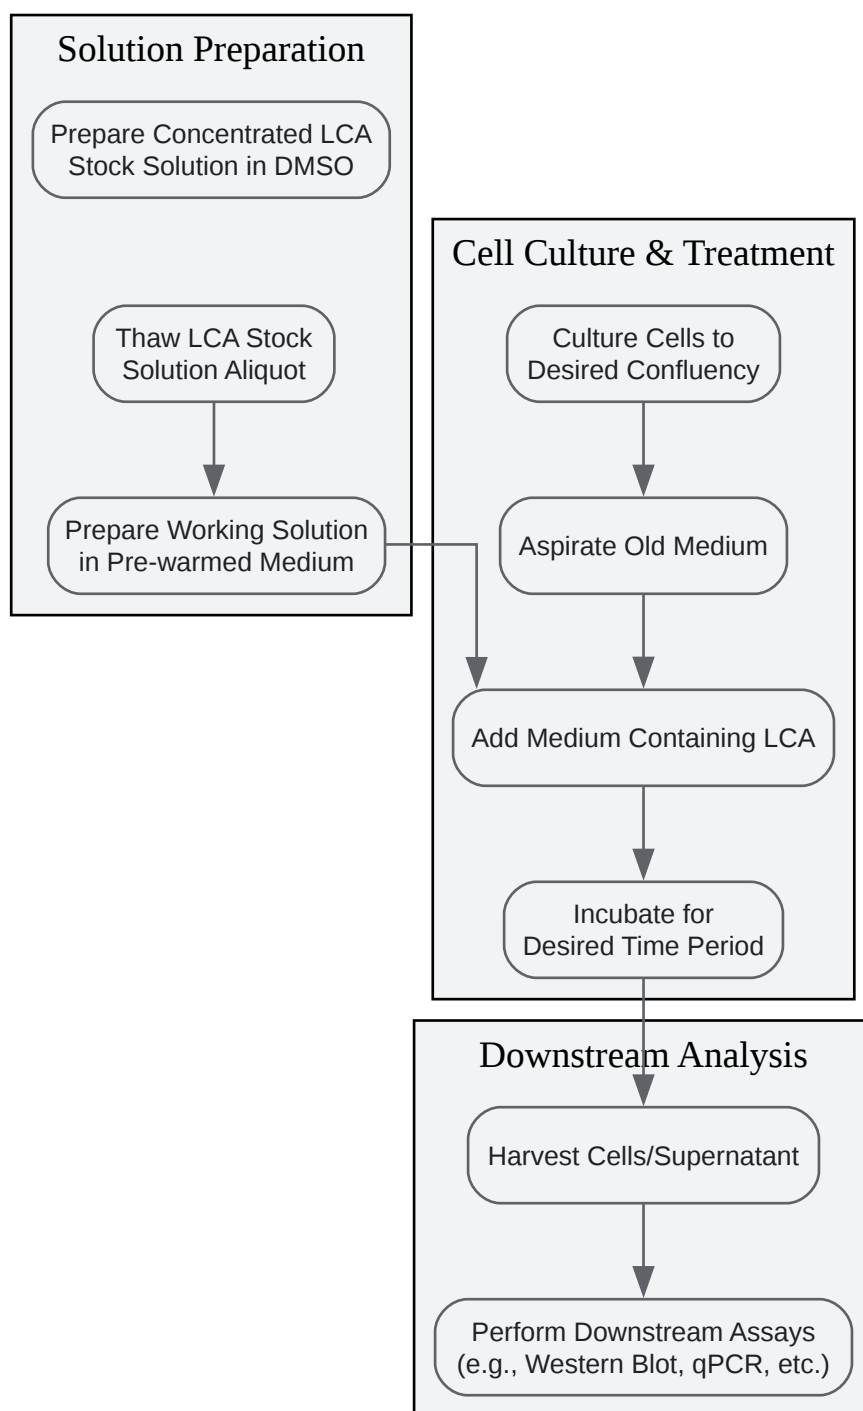 Solution Preparation
Prepare Concentrated LCA
Stock Solution in DMSO
Thaw LCA Stock
Solution Aliquot
Prepare Working Solution
in Pre-warmed Medium
Cell Culture & Treatment
Culture Cells to
Desired Confluency
Aspirate Old Medium
Add Medium Containing LCA
Incubate for
Desired Time Period
Downstream Analysis
Harvest Cells/Supernatant
Perform Downstream Assays
(e.g., Western Blot, qPCR, etc.)